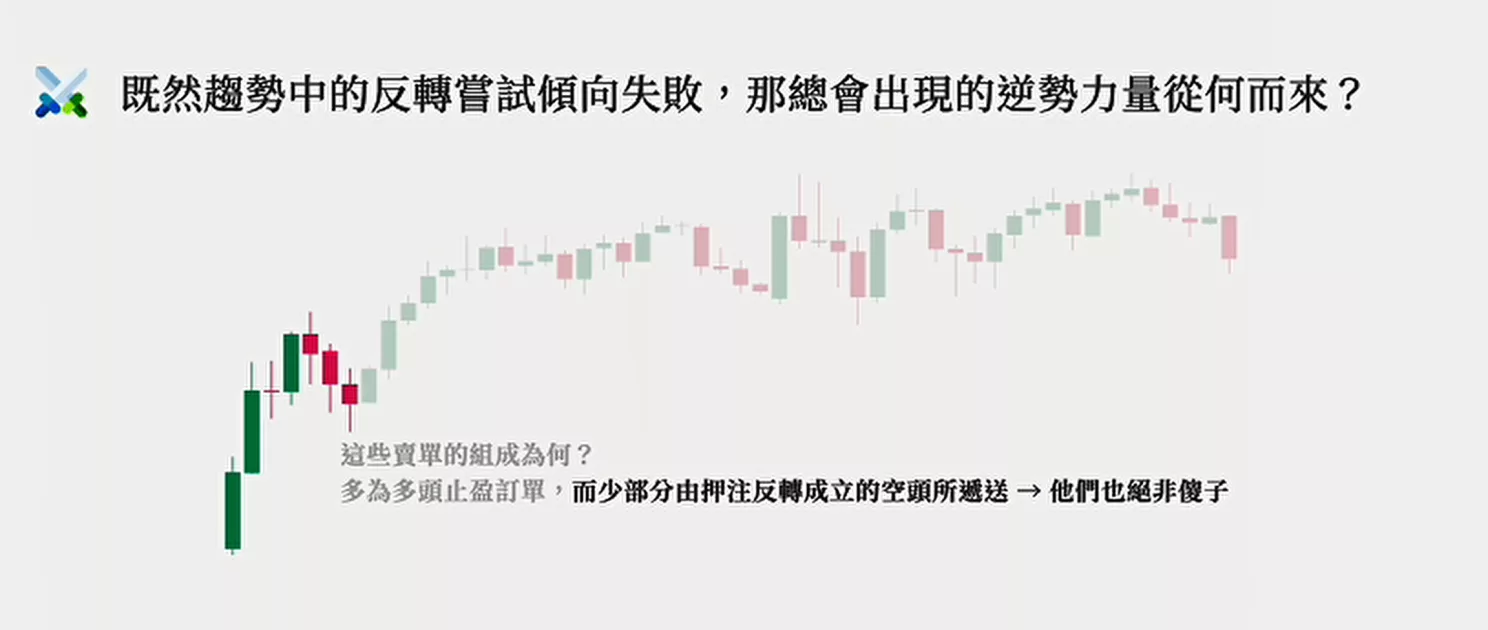 既然趨勢中的反轉嘗試傾向失敗，那總會出現的逆勢力量從何而來？
這些賣單的組成為何？
多為多頭止盈訂單，而少部分由押注反轉成立的空頭所遞送 → 他們也絕非傻子